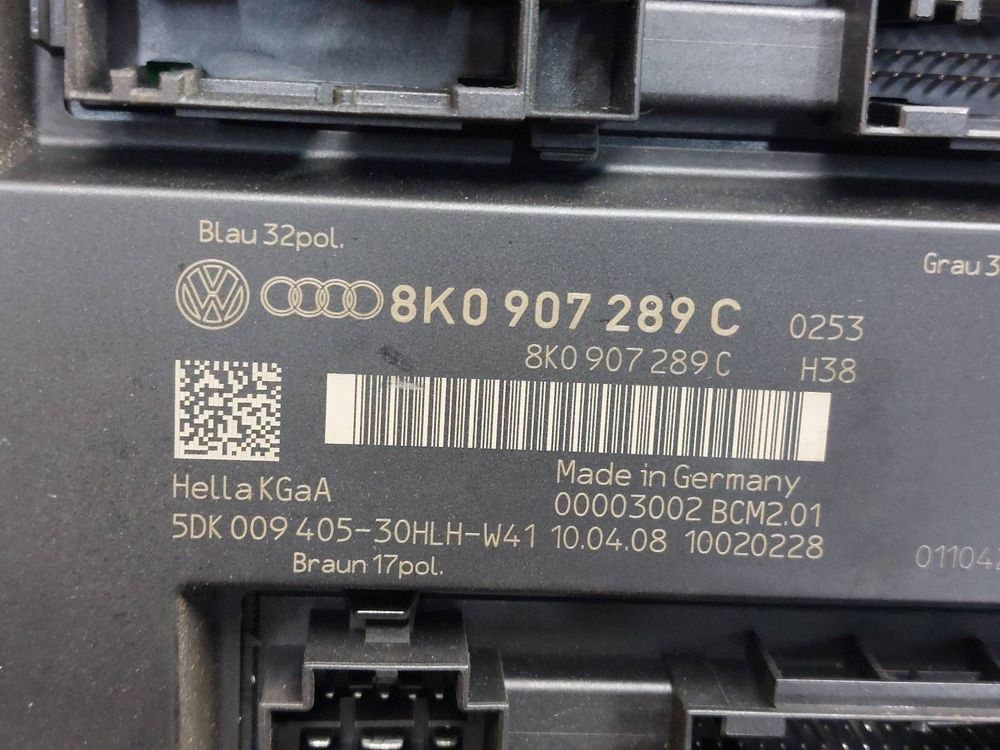 Blau 32pol.
Grau 3
8K0 907 289 C 0253
8K0 907 289 C H38
Made in Germany
Hella KGaA
00003002 BCM2.01
5DK 009 405-30HLH-W41 10.04.08 10020228
01104
Braun 17pol.